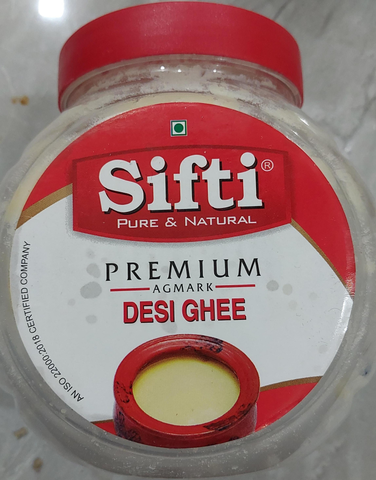 Sifti®
PURE & NATURAL
PREMIUM
AGMARK
DESI GHEE
AN ISO 22000:2018 CERTIFIED COMPANY